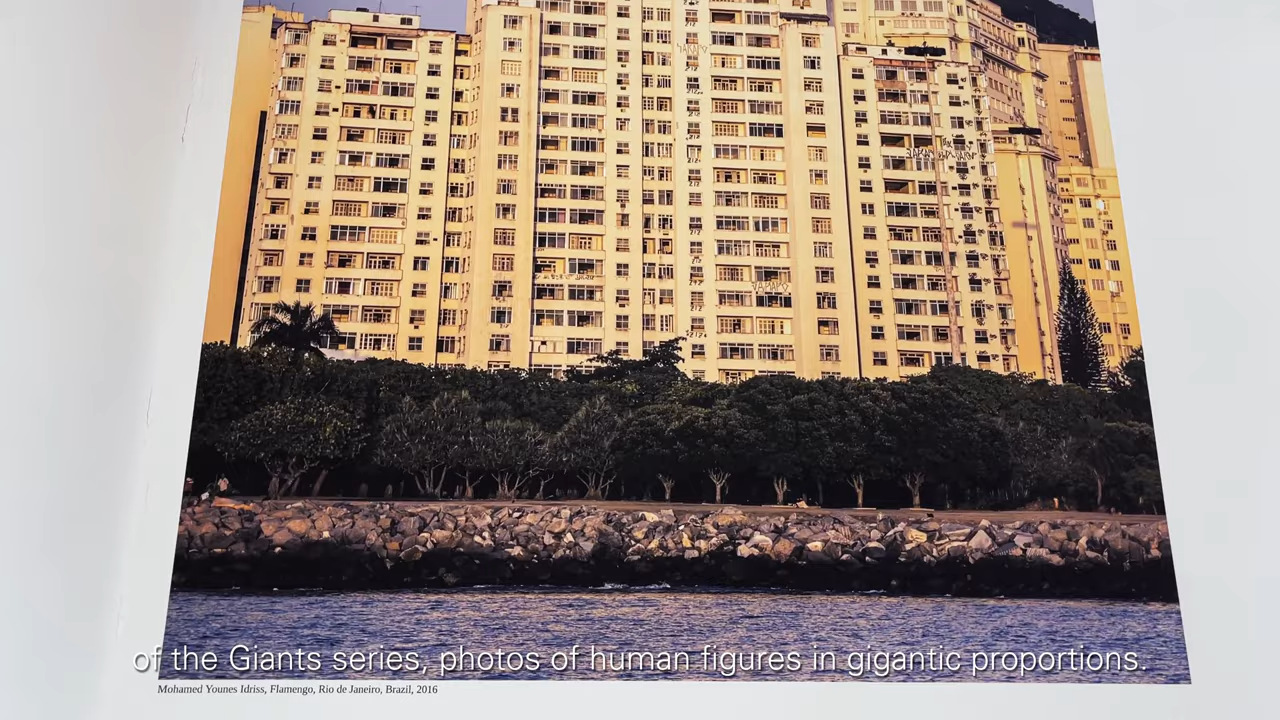 of the Giants series, photos of human figures in gigantic proportions.
Mohamed Younes Idriss, Flamengo, Rio de Janeiro, Brazil, 2016